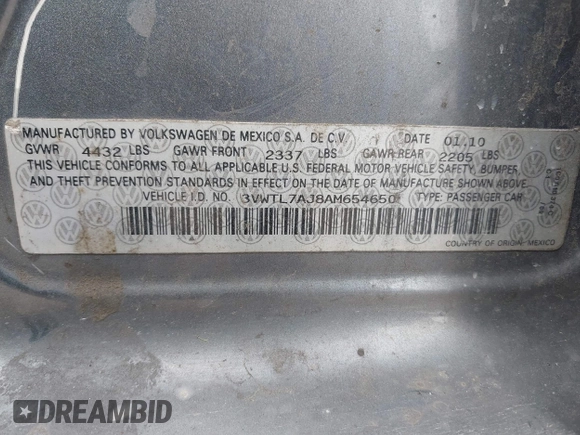 MANUFACTURED BY VOLKSWAGEN DE MEXICO S.A. DE C.V. DATE 01.10
GVWR 4432 LBS GAWR FRONT 2337 LBS GAWR REAR 2205 LBS
THIS VEHICLE CONFORMS TO ALL APPLICABLE U.S. FEDERAL MOTOR VEHICLE SAFETY, BUMPER,
AND THEFT PREVENTION STANDARDS IN EFFECT ON THE DATE OF MANUFACTURE SHOWN ABOVE.
VEHICLE I.D. NO. 3VWTL7AJ8AM654650 TYPE: PASSENGER CAR
COUNTRY OF ORIGIN-MEXICO
DREAMBID